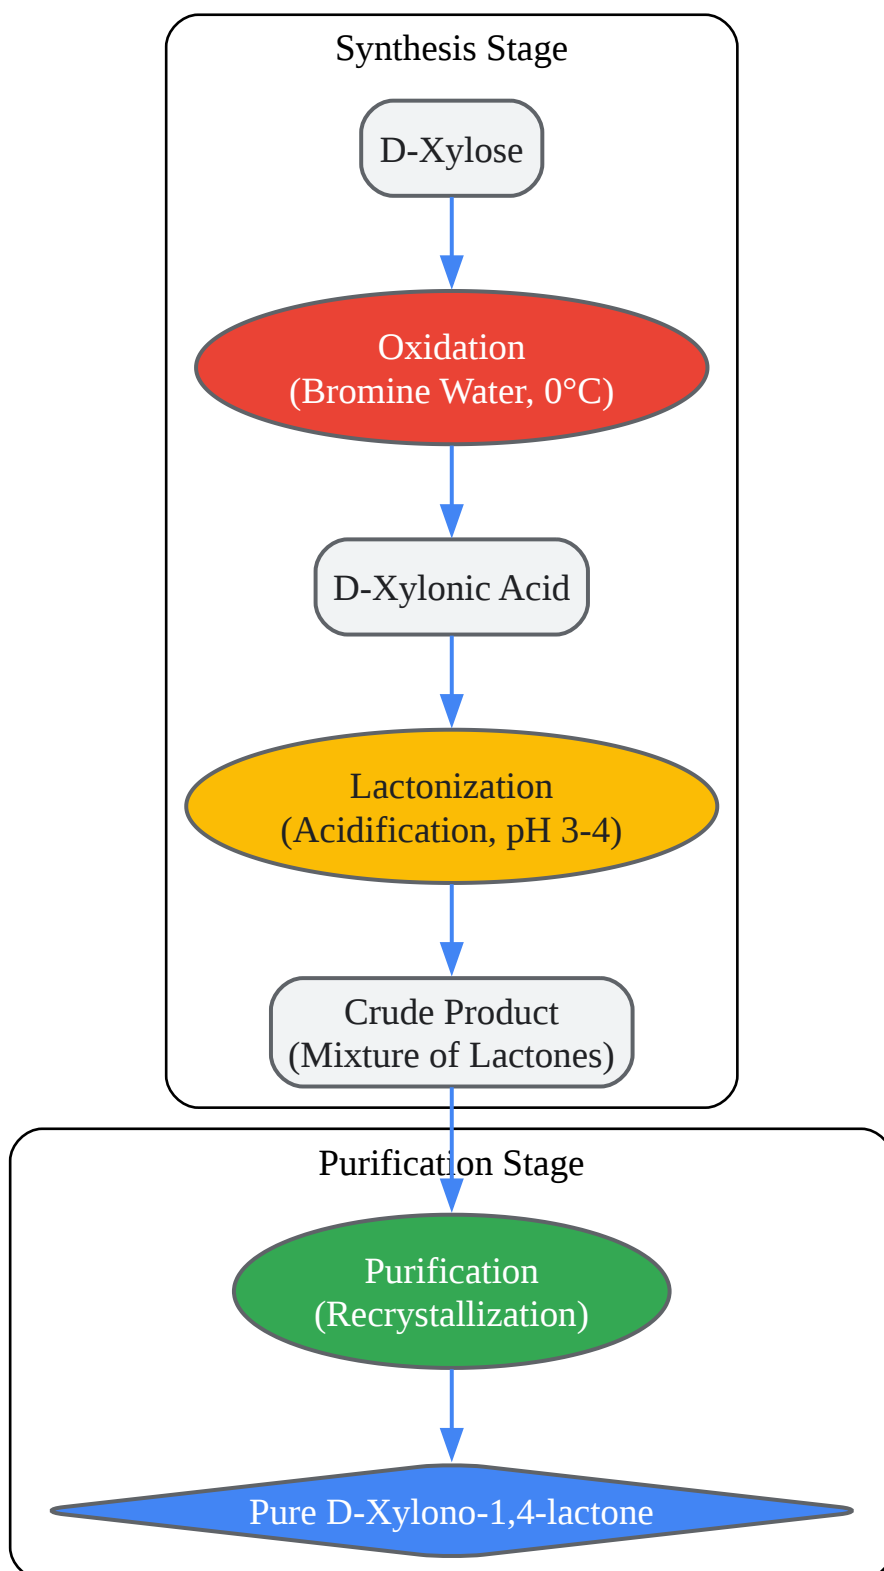 Synthesis Stage
D-Xylose
Oxidation
(Bromine Water, 0°C)
D-Xylonic Acid
Lactonization
(Acidification, pH 3-4)
Crude Product
(Mixture of Lactones)
Purification Stage
Purification
(Recrystallization)
Pure D-Xylono-1,4-lactone